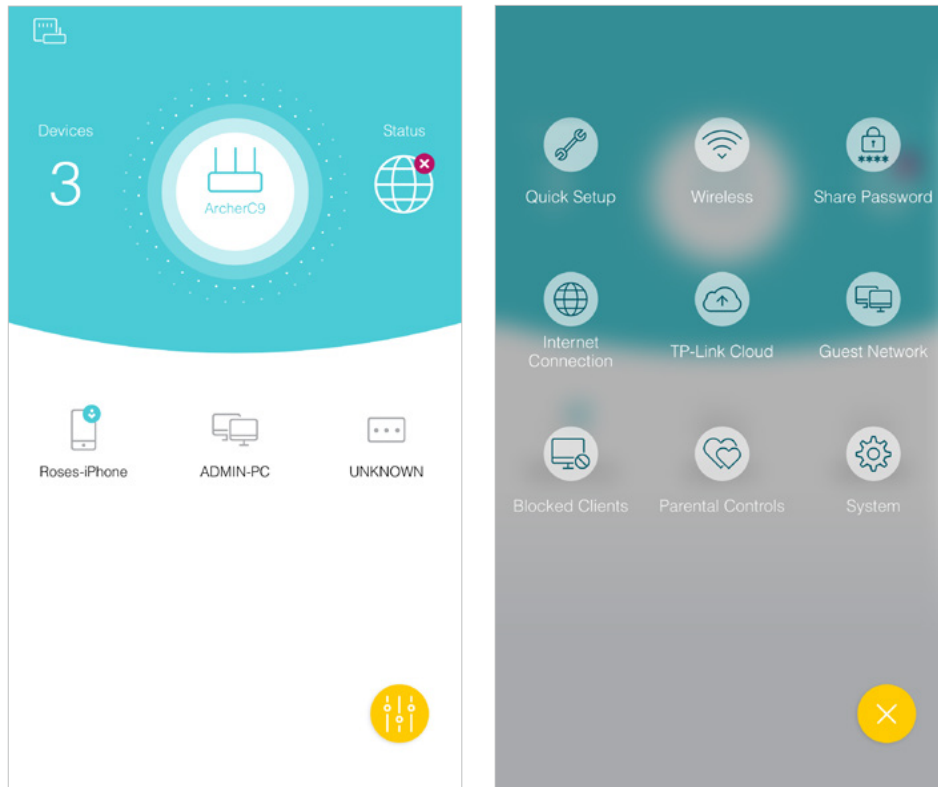 Devices
Status
3
ArcherC9
Roses-iPhone
ADMIN-PC
UNKNOWN
Quick Setup
Wireless
****
Share Password
Internet
Connection
TP-Link Cloud
Guest Network
Blocked Clients
Parental Controls
System